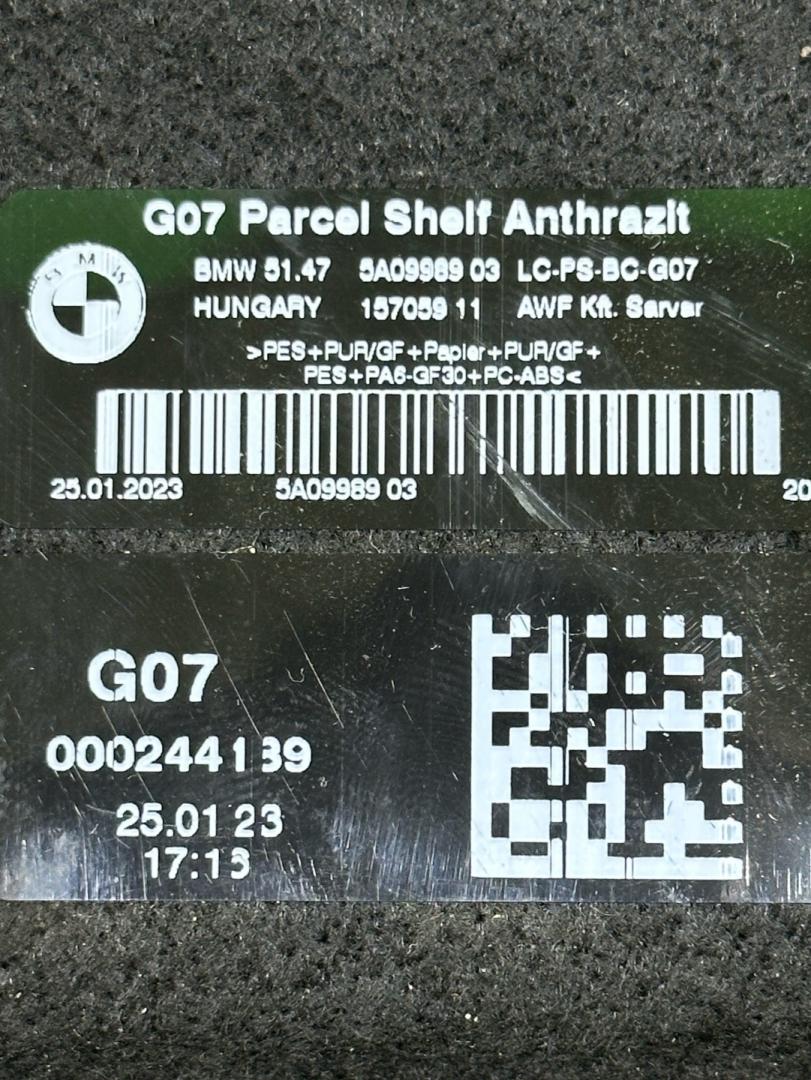 G07 Parcel Shelf Anthrazit
BMW 51.47 5A09989 03 LC-PS-BC-G07
HUNGARY 157059 11 AWF Kft. Sarvar
>PES+PUR/GF+Papier+PUR/GF+
PES+PA6-GF30+PC-ABS<
25.01.2023 5A09989 03 20
G07
25.01 23